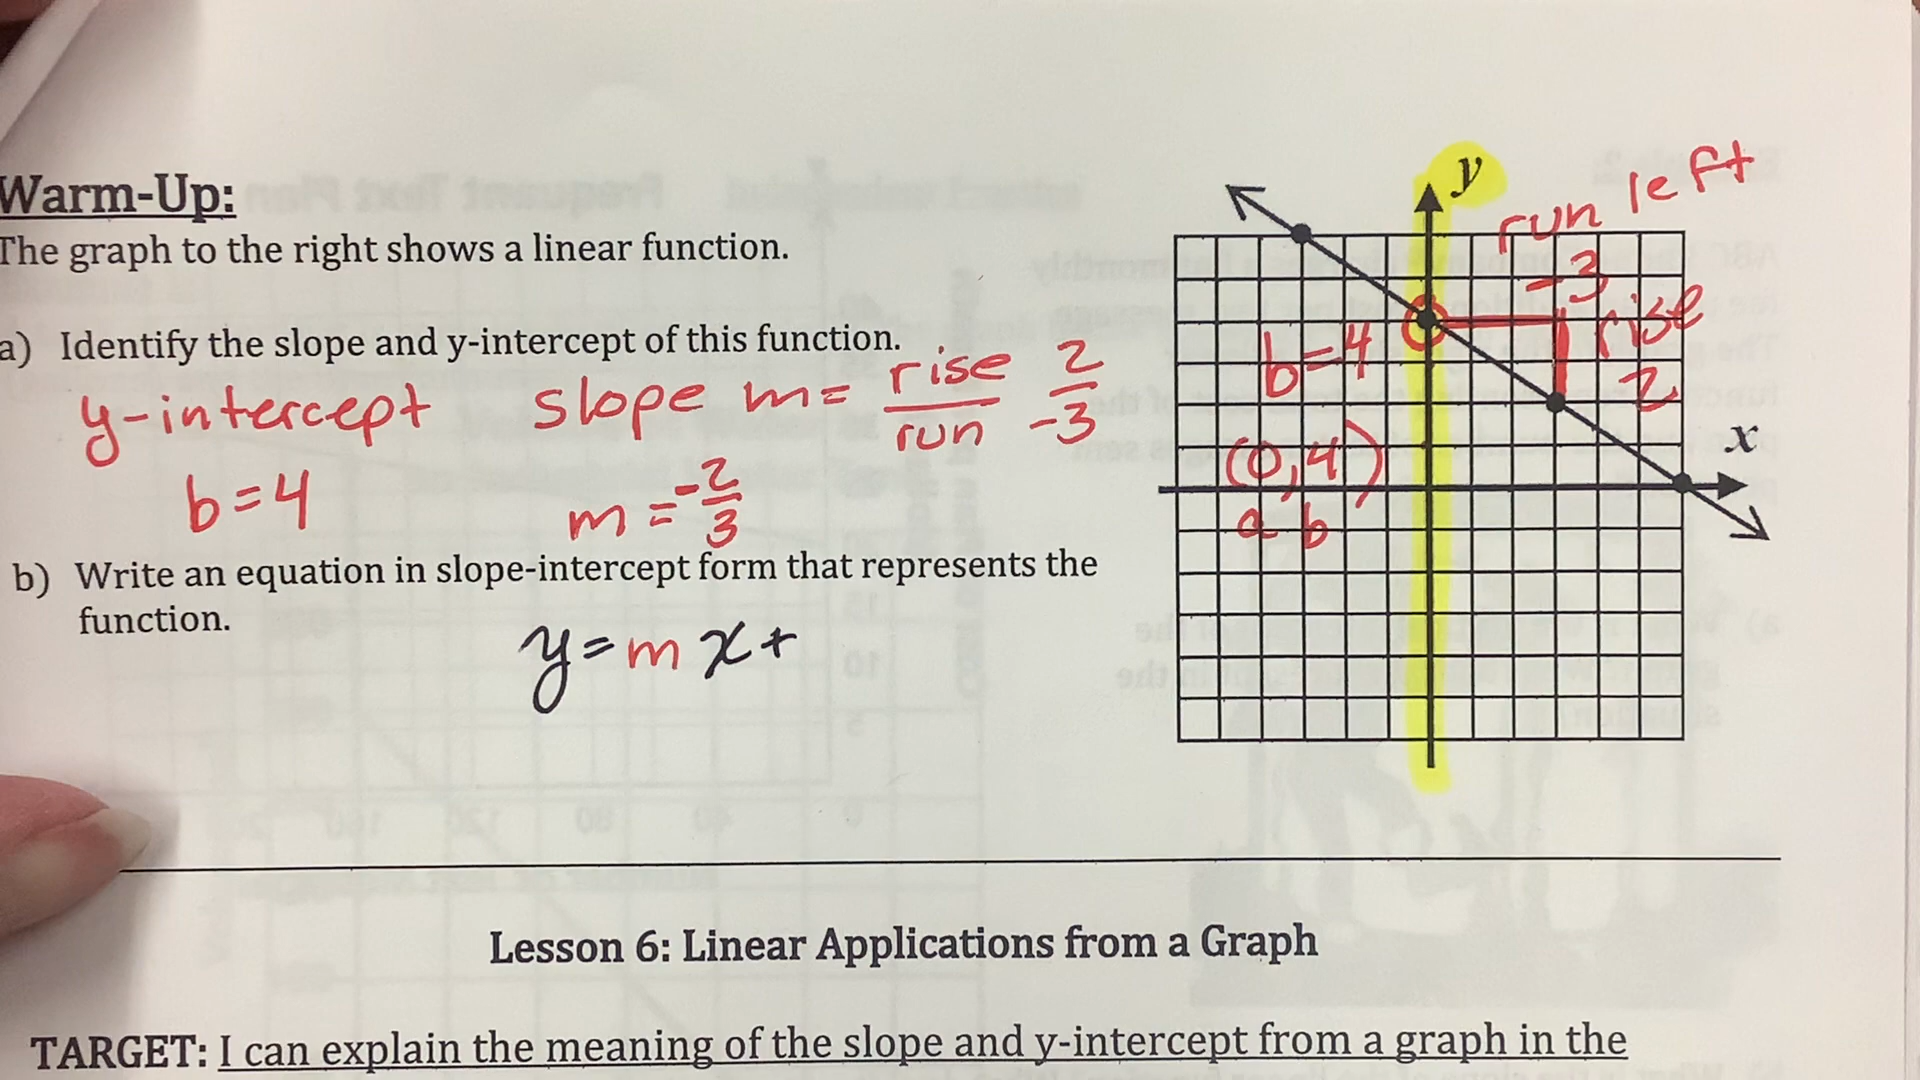 Warm-Up:
The graph to the right shows a linear function.
a) Identify the slope and y-intercept of this function.
y-intercept slope m = rise/run 2/-3
b = 4 m = -2/3
b) Write an equation in slope-intercept form that represents the
function.
y = m x +
y
run left
-3
rise
2
b = 4
(0,4)
a b
x
Lesson 6: Linear Applications from a Graph
TARGET: I can explain the meaning of the slope and y-intercept from a graph in the